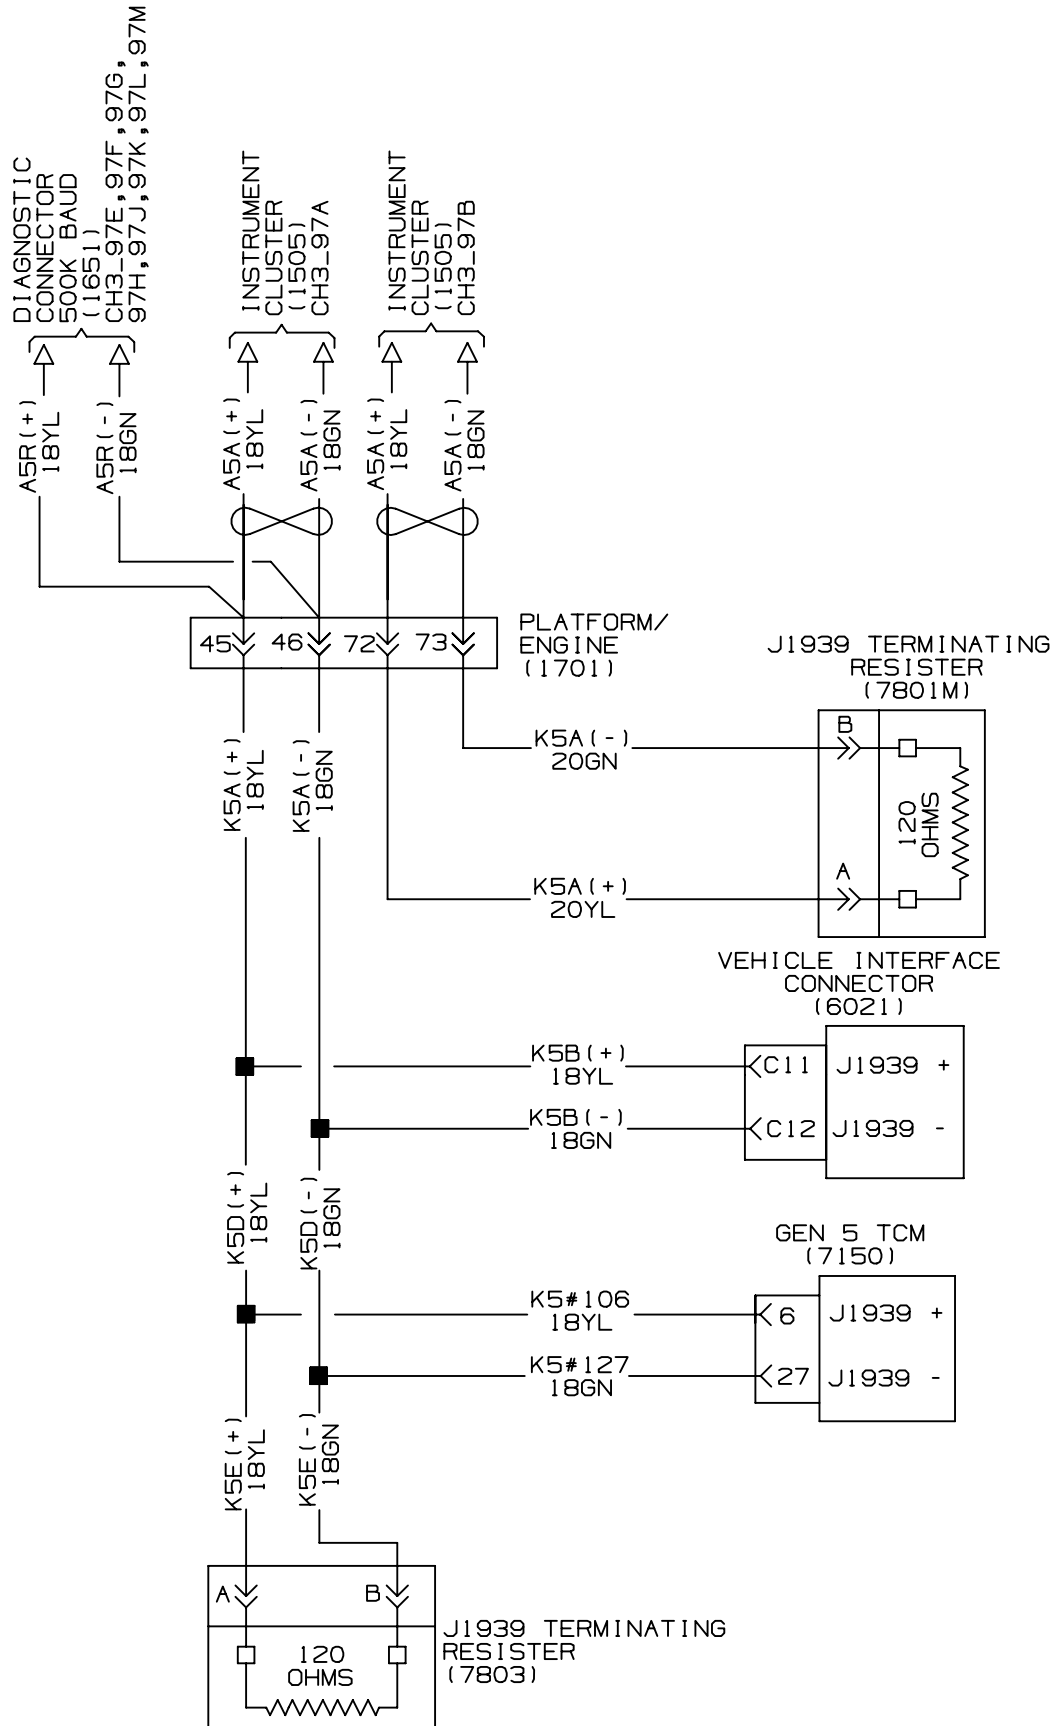 DIAGNOSTIC
CONNECTOR
500K BAUD
(1651)
CH3_97E,97F,97G,
97H,97J,97K,97L,97M
INSTRUMENT
CLUSTER
(1505)
CH3_97A
INSTRUMENT
CLUSTER
(1505)
CH3_97B
A5R(+)
18YL
A5R(-)
18GN
A5A(+)
18YL
A5A(-)
18GN
A5A(+)
18YL
A5A(-)
18GN
45
46
72
73
PLATFORM/
ENGINE
(1701)
J1939 TERMINATING
RESISTER
(7801M)
K5A(+)
18YL
K5A(-)
18GN
K5A(-)
20GN
B
120
OHMS
K5A(+)
20YL
A
VEHICLE INTERFACE
CONNECTOR
(6021)
K5B(+)
18YL
C11
J1939 +
K5B(-)
18GN
C12
J1939 -
K5D(+)
18YL
K5D(-)
18GN
GEN 5 TCM
(7150)
K5#106
18YL
6
J1939 +
K5#127
18GN
27
J1939 -
K5E(+)
18YL
K5E(-)
18GN
A
B
120
OHMS
J1939 TERMINATING
RESISTER
(7803)